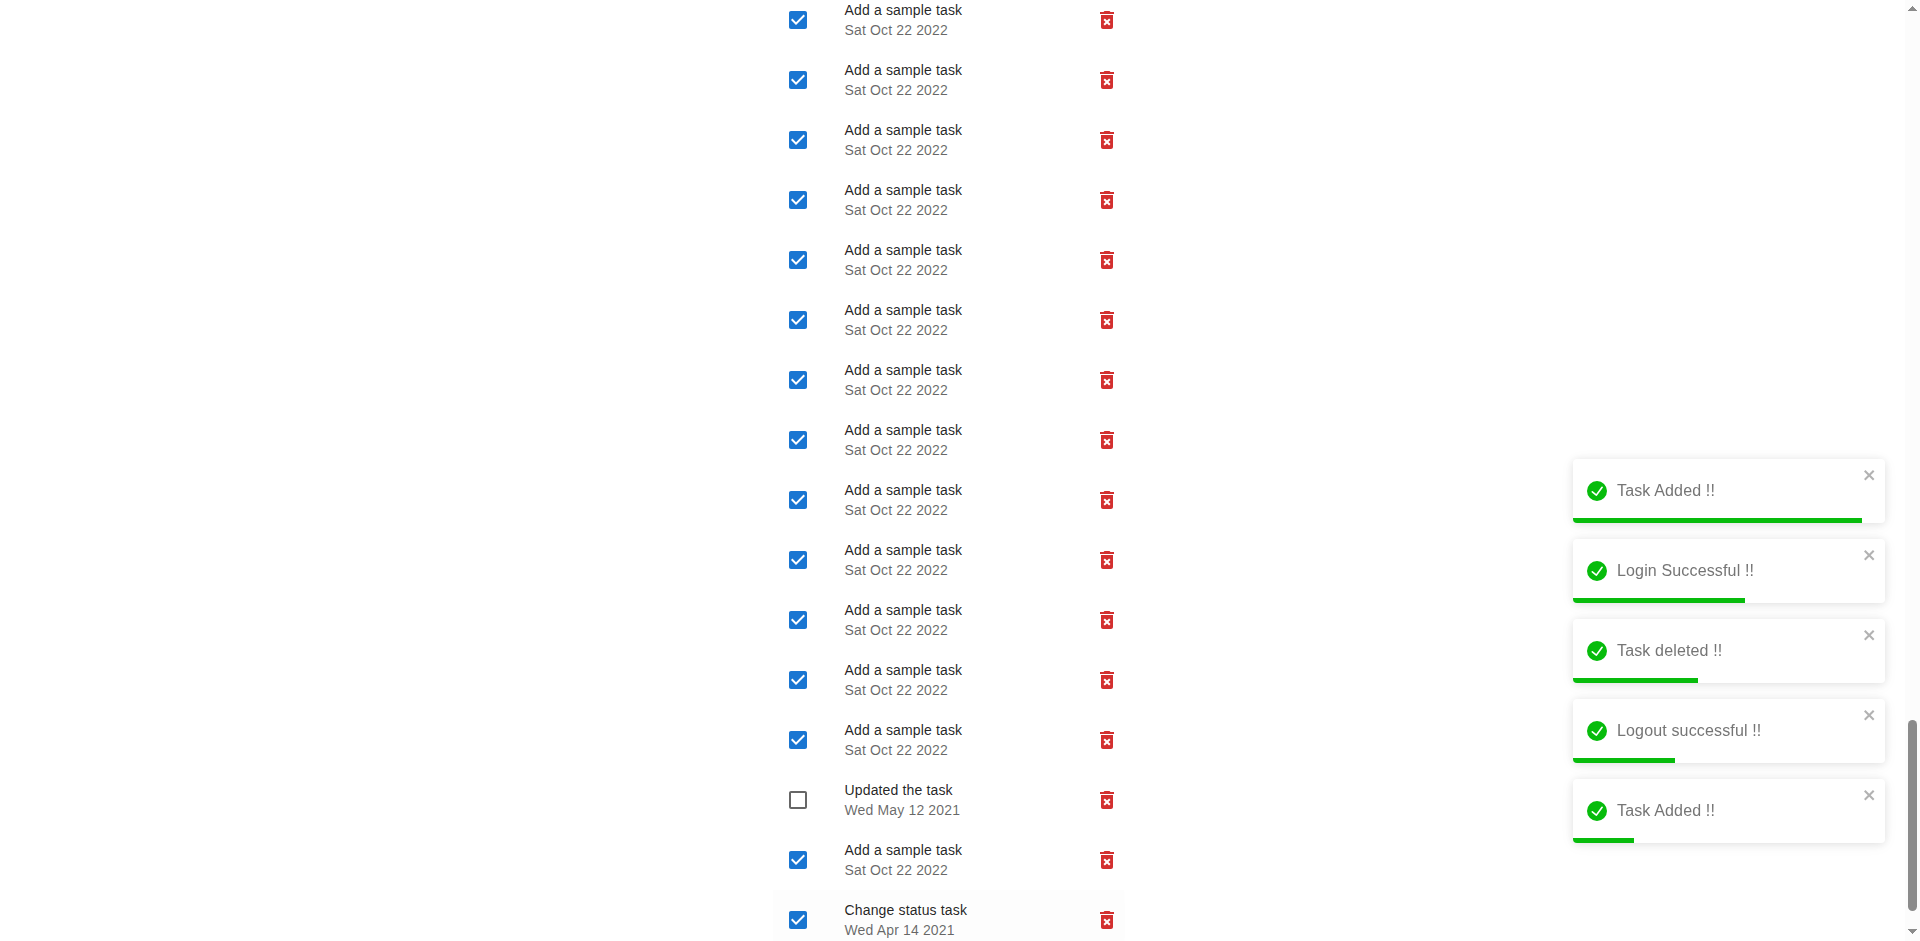 Add a sample task
Sat Oct 22 2022
Add a sample task
Sat Oct 22 2022
Add a sample task
Sat Oct 22 2022
Add a sample task
Sat Oct 22 2022
Add a sample task
Sat Oct 22 2022
Add a sample task
Sat Oct 22 2022
Add a sample task
Sat Oct 22 2022
Add a sample task
Sat Oct 22 2022
Add a sample task
Sat Oct 22 2022
Add a sample task
Sat Oct 22 2022
Add a sample task
Sat Oct 22 2022
Add a sample task
Sat Oct 22 2022
Add a sample task
Sat Oct 22 2022
Updated the task
Wed May 12 2021
Add a sample task
Sat Oct 22 2022
Change status task
Wed Apr 14 2021
Task Added !!
Login Successful !!
Task deleted !!
Logout successful !!
Task Added !!